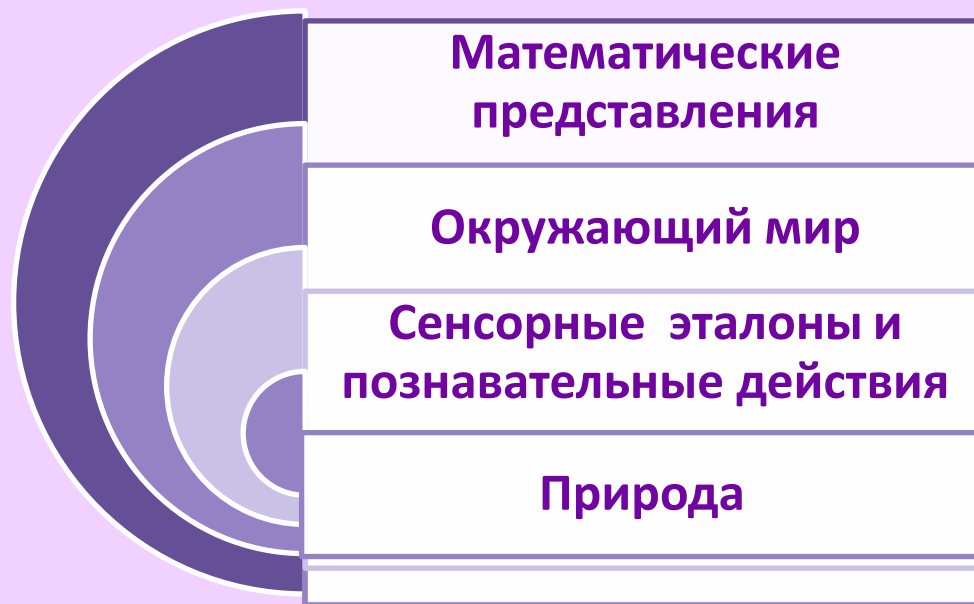 Математические
представления
Окружающий мир
Сенсорные эталоны и
познавательные действия
Природа